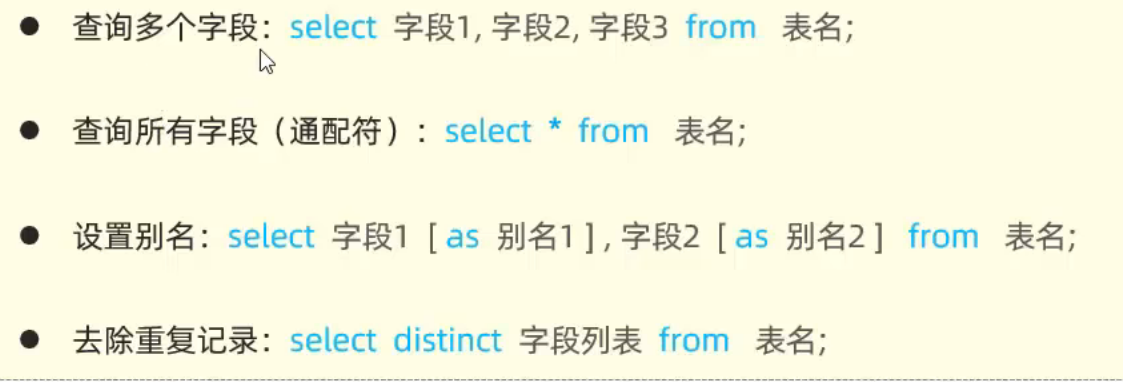 ● 查询多个字段：select 字段1, 字段2, 字段3 from 表名;
● 查询所有字段（通配符）：select * from 表名;
● 设置别名：select 字段1 [ as 别名1 ] , 字段2 [ as 别名2 ] from 表名;
● 去除重复记录：select distinct 字段列表 from 表名;